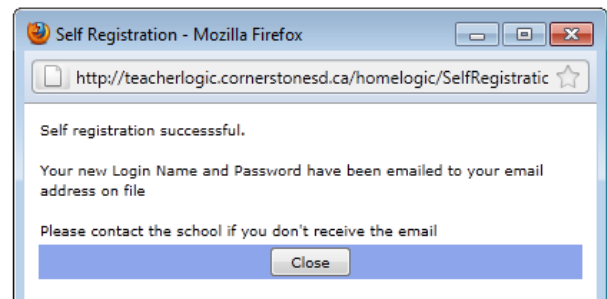 Self Registration - Mozilla Firefox
http://teacherlogic.cornerstonesd.ca/homelogic/SelfRegistratic
Self registration successsful.
Your new Login Name and Password have been emailed to your email
address on file
Please contact the school if you don't receive the email
Close